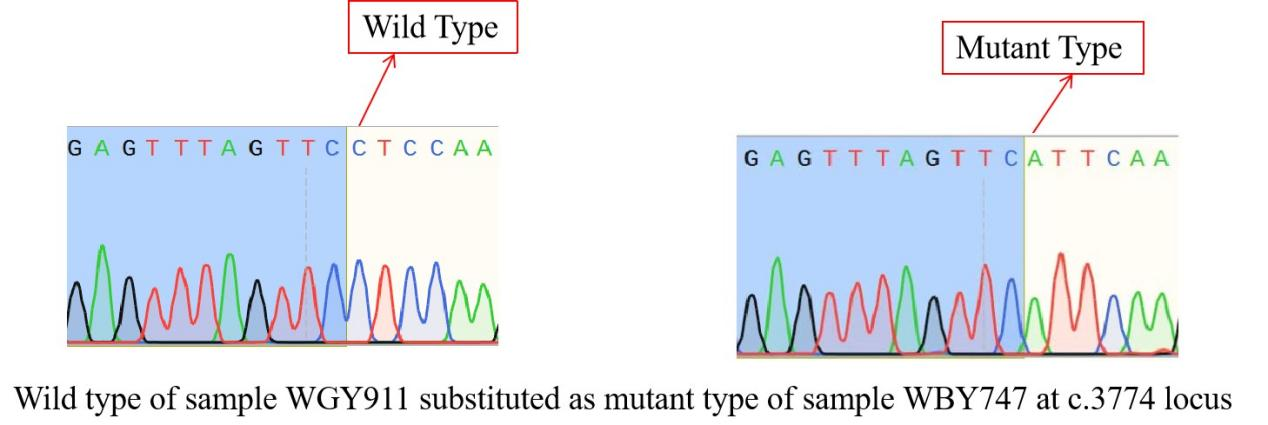 Wild Type
Mutant Type
G A G T T T A G T T C C T C C A A
G A G T T T A G T T C A T T C A A
Wild type of sample WGY911 substituted as mutant type of sample WBY747 at c.3774 locus